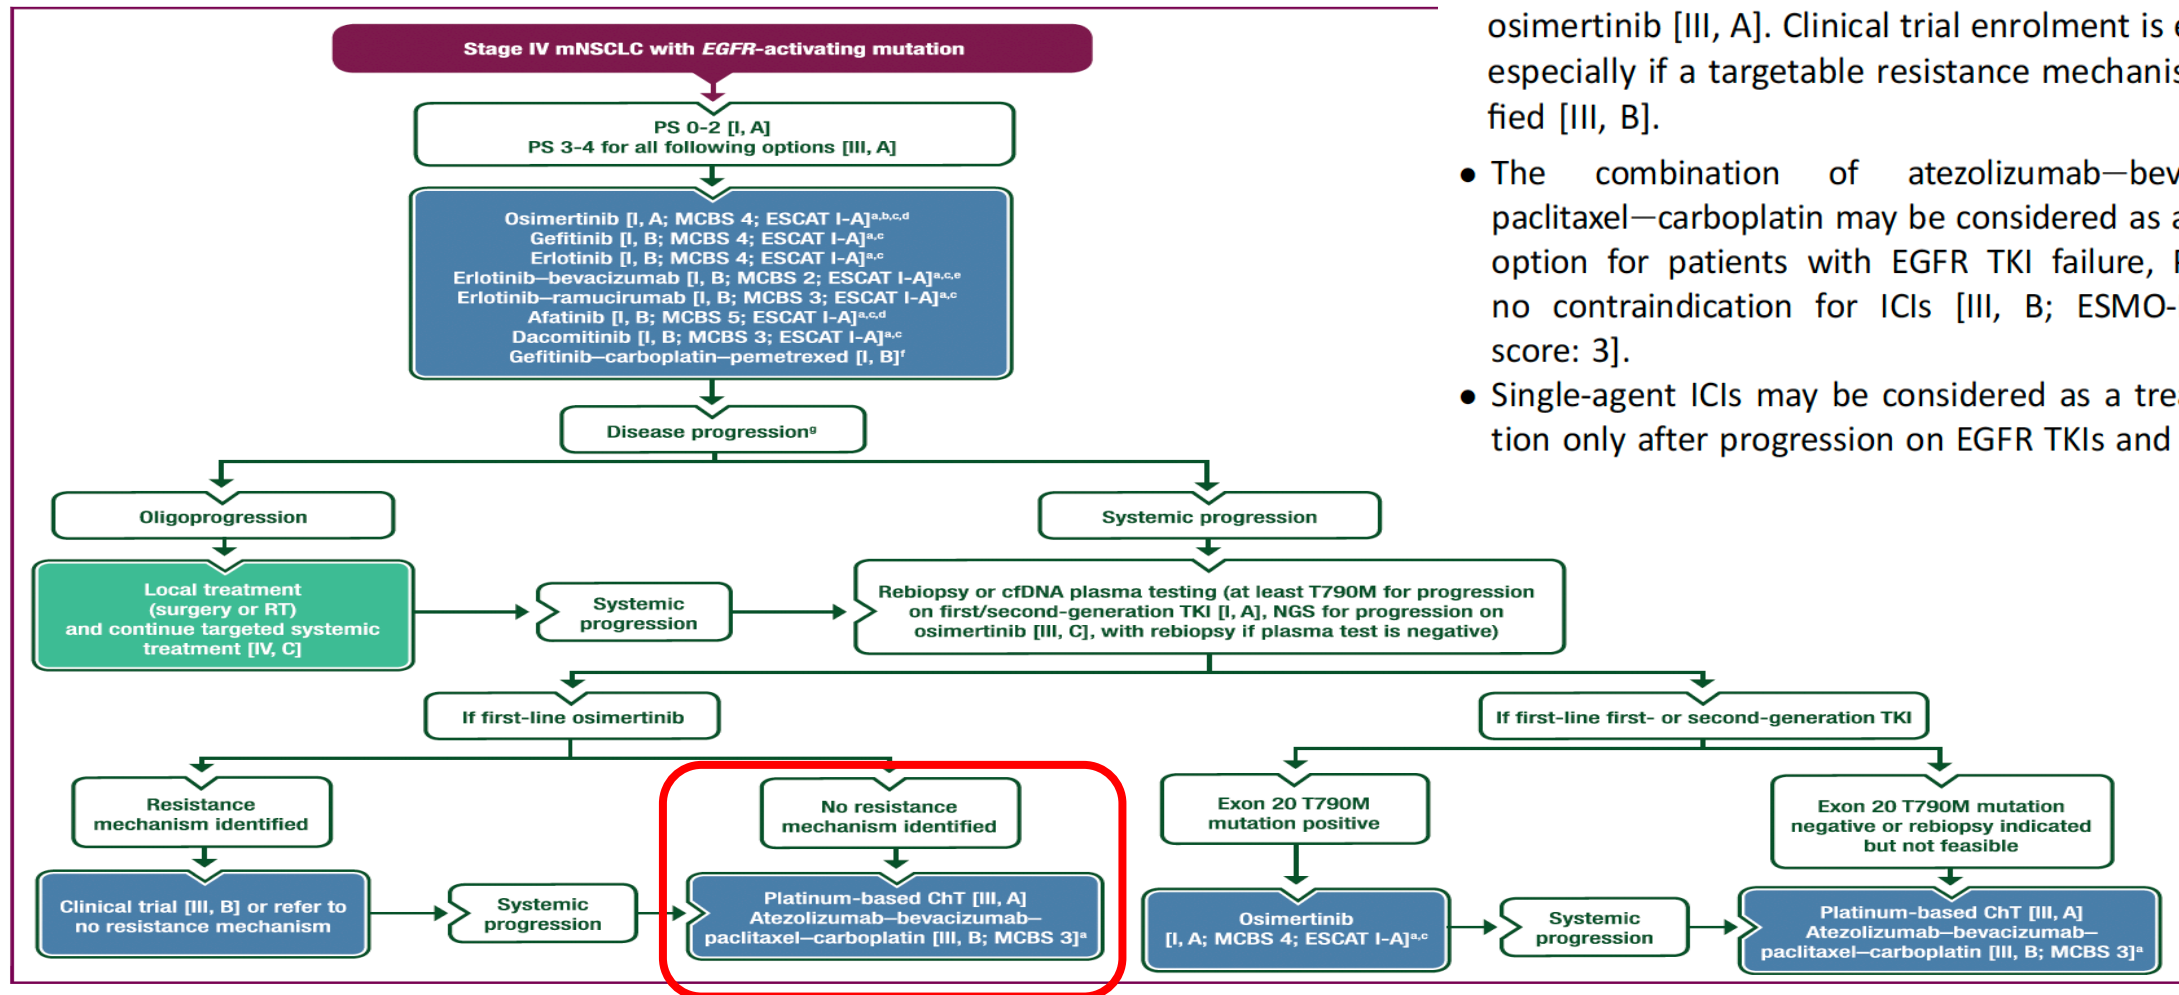 Stage IV mNSCLC with EGFR-activating mutation
PS 0-2 [I, A]
PS 3-4 for all following options [III, A]
Osimertinib [I, A; MCBS 4; ESCAT I-A]a,b,c,d
Gefitinib [I, B; MCBS 4; ESCAT I-A]a,c
Erlotinib [I, B; MCBS 4; ESCAT I-A]a,c
Erlotinib—bevacizumab [I, B; MCBS 2; ESCAT I-A]a,c,e
Erlotinib—ramucirumab [I, B; MCBS 3; ESCAT I-A]a,c
Afatinib [I, B; MCBS 5; ESCAT I-A]a,c,d
Dacomitinib [I, B; MCBS 3; ESCAT I-A]a,c
Gefitinib—carboplatin—pemetrexed [I, B]f
Disease progressiong
Oligoprogression
Systemic progression
Local treatment
(surgery or RT)
and continue targeted systemic
treatment [IV, C]
Systemic
progression
Rebiopsy or cfDNA plasma testing (at least T790M for progression
on first/second-generation TKI [I, A], NGS for progression on
osimertinib [III, C], with rebiopsy if plasma test is negative)
If first-line osimertinib
If first-line first- or second-generation TKI
Resistance
mechanism identified
No resistance
mechanism identified
Exon 20 T790M
mutation positive
Exon 20 T790M mutation
negative or rebiopsy indicated
but not feasible
Clinical trial [III, B] or refer to
no resistance mechanism
Systemic
progression
Platinum-based ChT [III, A]
Atezolizumab—bevacizumab—
paclitaxel—carboplatin [III, B; MCBS 3]a
Osimertinib
[I, A; MCBS 4; ESCAT I-A]a,c
Systemic
progression
Platinum-based ChT [III, A]
Atezolizumab—bevacizumab—
paclitaxel—carboplatin [III, B; MCBS 3]a
osimertinib [III, A]. Clinical trial enrolment is
especially if a targetable resistance
fied [III, B].
• The combination of
paclitaxel—carboplatin may be considered as
option for patients with EGFR TKI failure,
no contraindication for ICIs [III, B; ESMO-
score: 3].
• Single-agent ICIs may be considered as a
tion only after progression on EGFR TKIs and